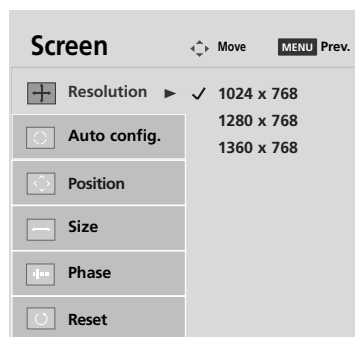 Screen Move MENU Prev.
Resolution 1024 x 768
1280 x 768
Auto config.
1360 x 768
Position
Size
Phase
Reset